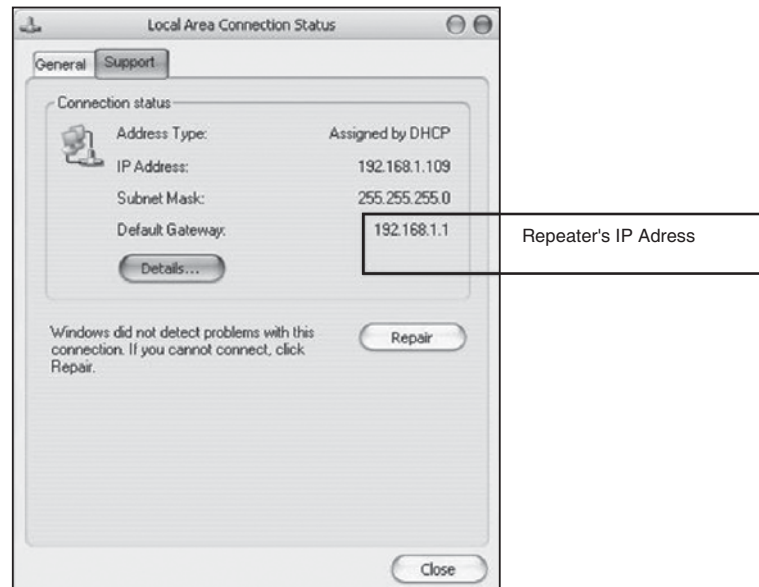 Local Area Connection Status
General Support
Connection status
Address Type: Assigned by DHCP
IP Address: 192.168.1.109
Subnet Mask: 255.255.255.0
Default Gateway: 192.168.1.1
Repeater's IP Adress
Details...
Windows did not detect problems with this
connection. If you cannot connect, click
Repair.
Repair
Close